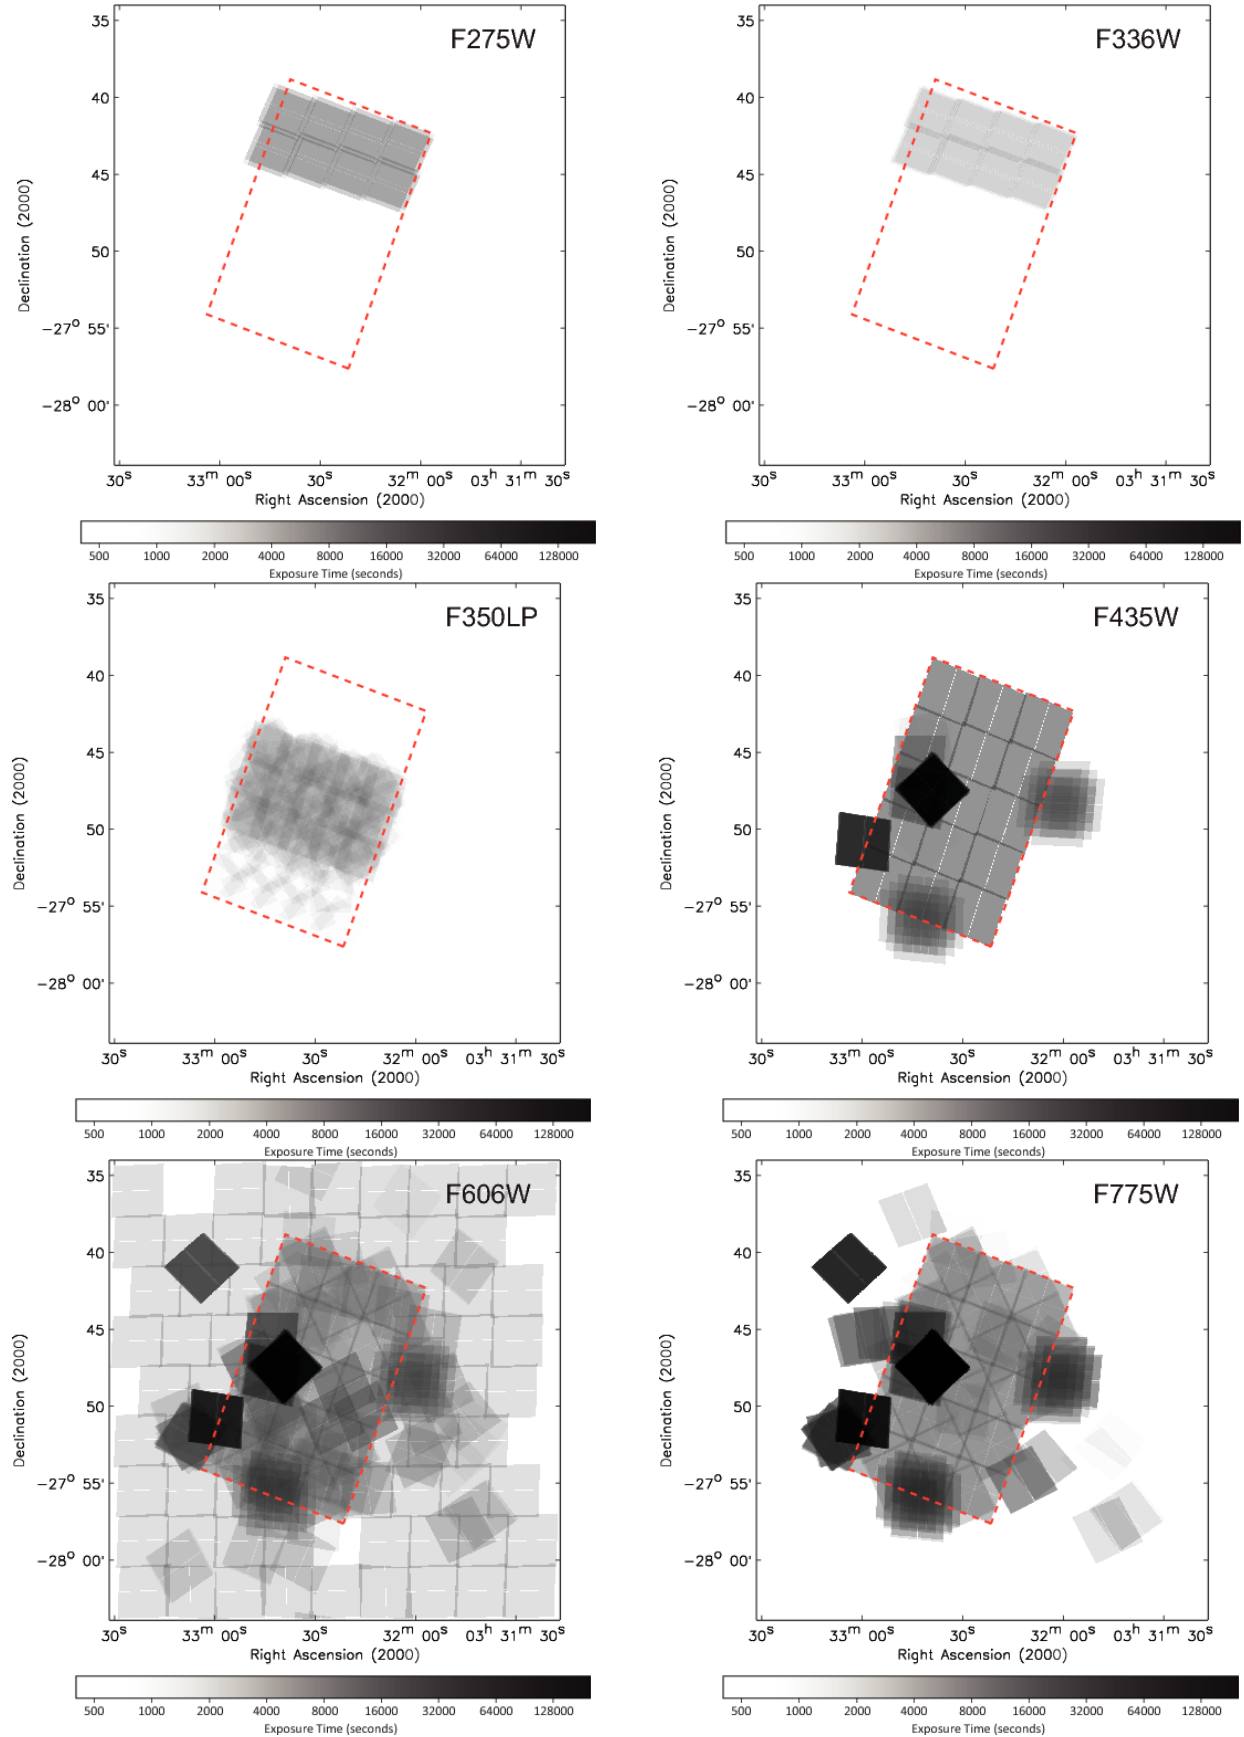 F275W
35
40
45
50
−27° 55'
−28° 00'
Declination (2000)
30s 33m 00s 30s 32m 00s 03h 31m 30s
Right Ascension (2000)
500 1000 2000 4000 8000 16000 32000 64000 128000
Exposure Time (seconds)
F336W
35
40
45
50
−27° 55'
−28° 00'
Declination (2000)
30s 33m 00s 30s 32m 00s 03h 31m 30s
Right Ascension (2000)
500 1000 2000 4000 8000 16000 32000 64000 128000
Exposure Time (seconds)
F350LP
35
40
45
50
−27° 55'
−28° 00'
Declination (2000)
30s 33m 00s 30s 32m 00s 03h 31m 30s
Right Ascension (2000)
500 1000 2000 4000 8000 16000 32000 64000 128000
Exposure Time (seconds)
F435W
35
40
45
50
−27° 55'
−28° 00'
Declination (2000)
30s 33m 00s 30s 32m 00s 03h 31m 30s
Right Ascension (2000)
500 1000 2000 4000 8000 16000 32000 64000 128000
Exposure Time (seconds)
F606W
35
40
45
50
−27° 55'
−28° 00'
Declination (2000)
30s 33m 00s 30s 32m 00s 03h 31m 30s
Right Ascension (2000)
500 1000 2000 4000 8000 16000 32000 64000 128000
Exposure Time (seconds)
F775W
35
40
45
50
−27° 55'
−28° 00'
Declination (2000)
30s 33m 00s 30s 32m 00s 03h 31m 30s
Right Ascension (2000)
500 1000 2000 4000 8000 16000 32000 64000 128000
Exposure Time (seconds)